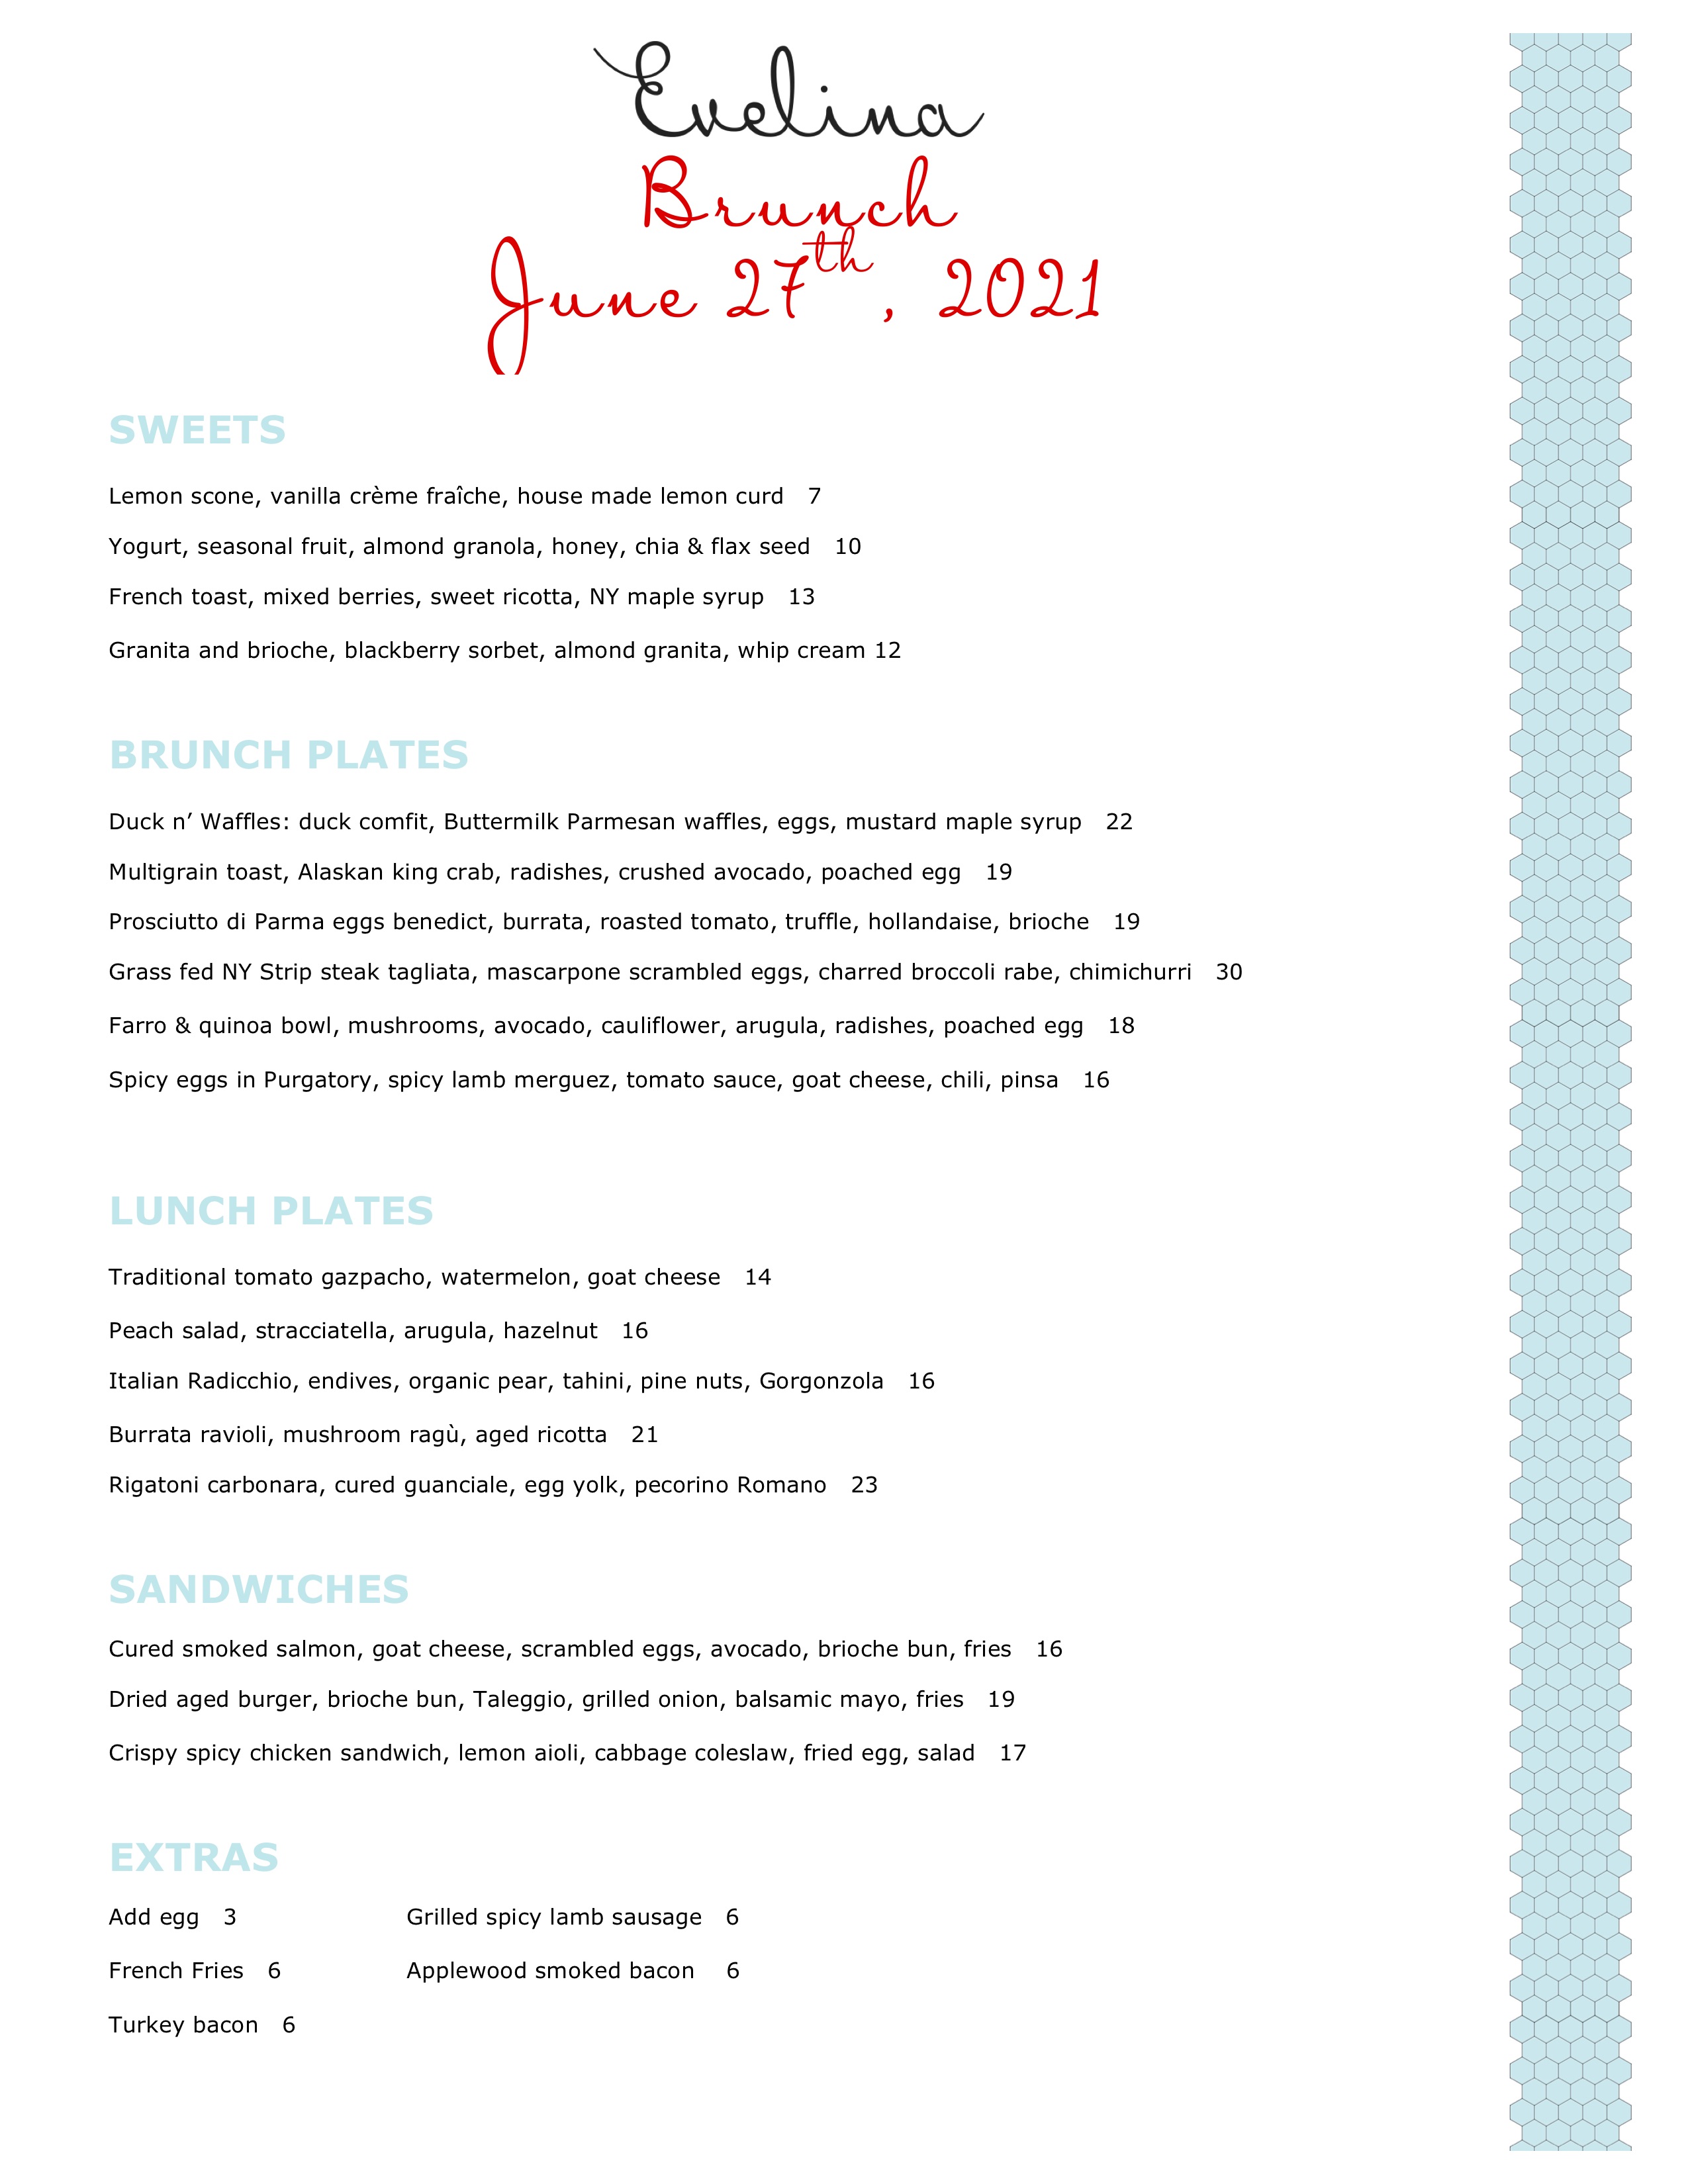 Evelina
Brunch
June 27th, 2021
SWEETS
Lemon scone, vanilla crème fraîche, house made lemon curd 7
Yogurt, seasonal fruit, almond granola, honey, chia & flax seed 10
French toast, mixed berries, sweet ricotta, NY maple syrup 13
Granita and brioche, blackberry sorbet, almond granita, whip cream 12
BRUNCH PLATES
Duck n’ Waffles: duck comfit, Buttermilk Parmesan waffles, eggs, mustard maple syrup 22
Multigrain toast, Alaskan king crab, radishes, crushed avocado, poached egg 19
Prosciutto di Parma eggs benedict, burrata, roasted tomato, truffle, hollandaise, brioche 19
Grass fed NY Strip steak tagliata, mascarpone scrambled eggs, charred broccoli rabe, chimichurri 30
Farro & quinoa bowl, mushrooms, avocado, cauliflower, arugula, radishes, poached egg 18
Spicy eggs in Purgatory, spicy lamb merguez, tomato sauce, goat cheese, chili, pinsa 16
LUNCH PLATES
Traditional tomato gazpacho, watermelon, goat cheese 14
Peach salad, stracciatella, arugula, hazelnut 16
Italian Radicchio, endives, organic pear, tahini, pine nuts, Gorgonzola 16
Burrata ravioli, mushroom ragù, aged ricotta 21
Rigatoni carbonara, cured guanciale, egg yolk, pecorino Romano 23
SANDWICHES
Cured smoked salmon, goat cheese, scrambled eggs, avocado, brioche bun, fries 16
Dried aged burger, brioche bun, Taleggio, grilled onion, balsamic mayo, fries 19
Crispy spicy chicken sandwich, lemon aioli, cabbage coleslaw, fried egg, salad 17
EXTRAS
Add egg 3 Grilled spicy lamb sausage 6
French Fries 6 Applewood smoked bacon 6
Turkey bacon 6